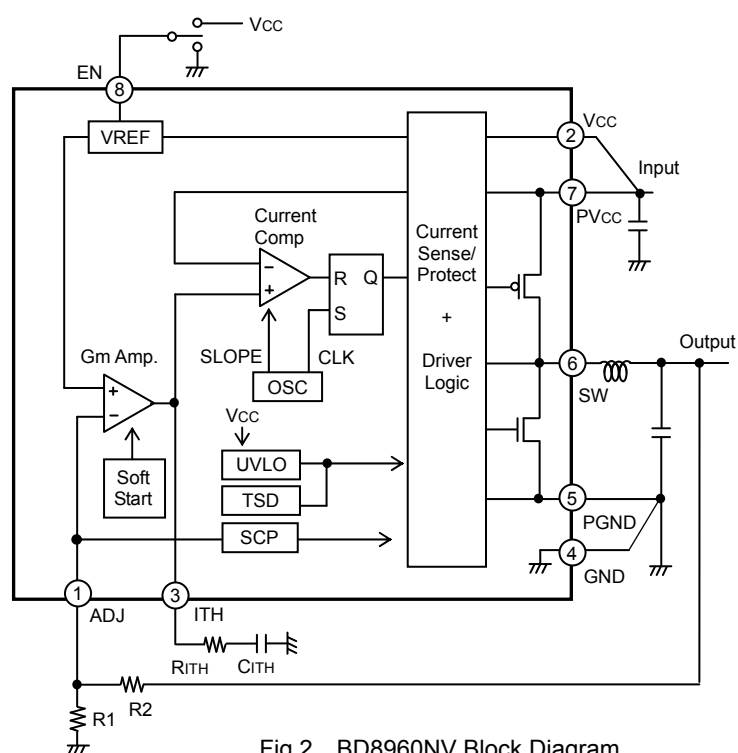 VCC
EN
8
VREF
2
VCC
Input
7
PVCC
Current
Comp
−
+
R
Q
S
Current
Sense/
Protect
+
Driver
Logic
SLOPE
CLK
OSC
Gm Amp.
+
−
Soft
Start
VCC
UVLO
TSD
SCP
6
SW
Output
5
PGND
4
GND
1
ADJ
3
ITH
RITH
CITH
R2
R1
Fig.2 BD8960NV Block Diagram